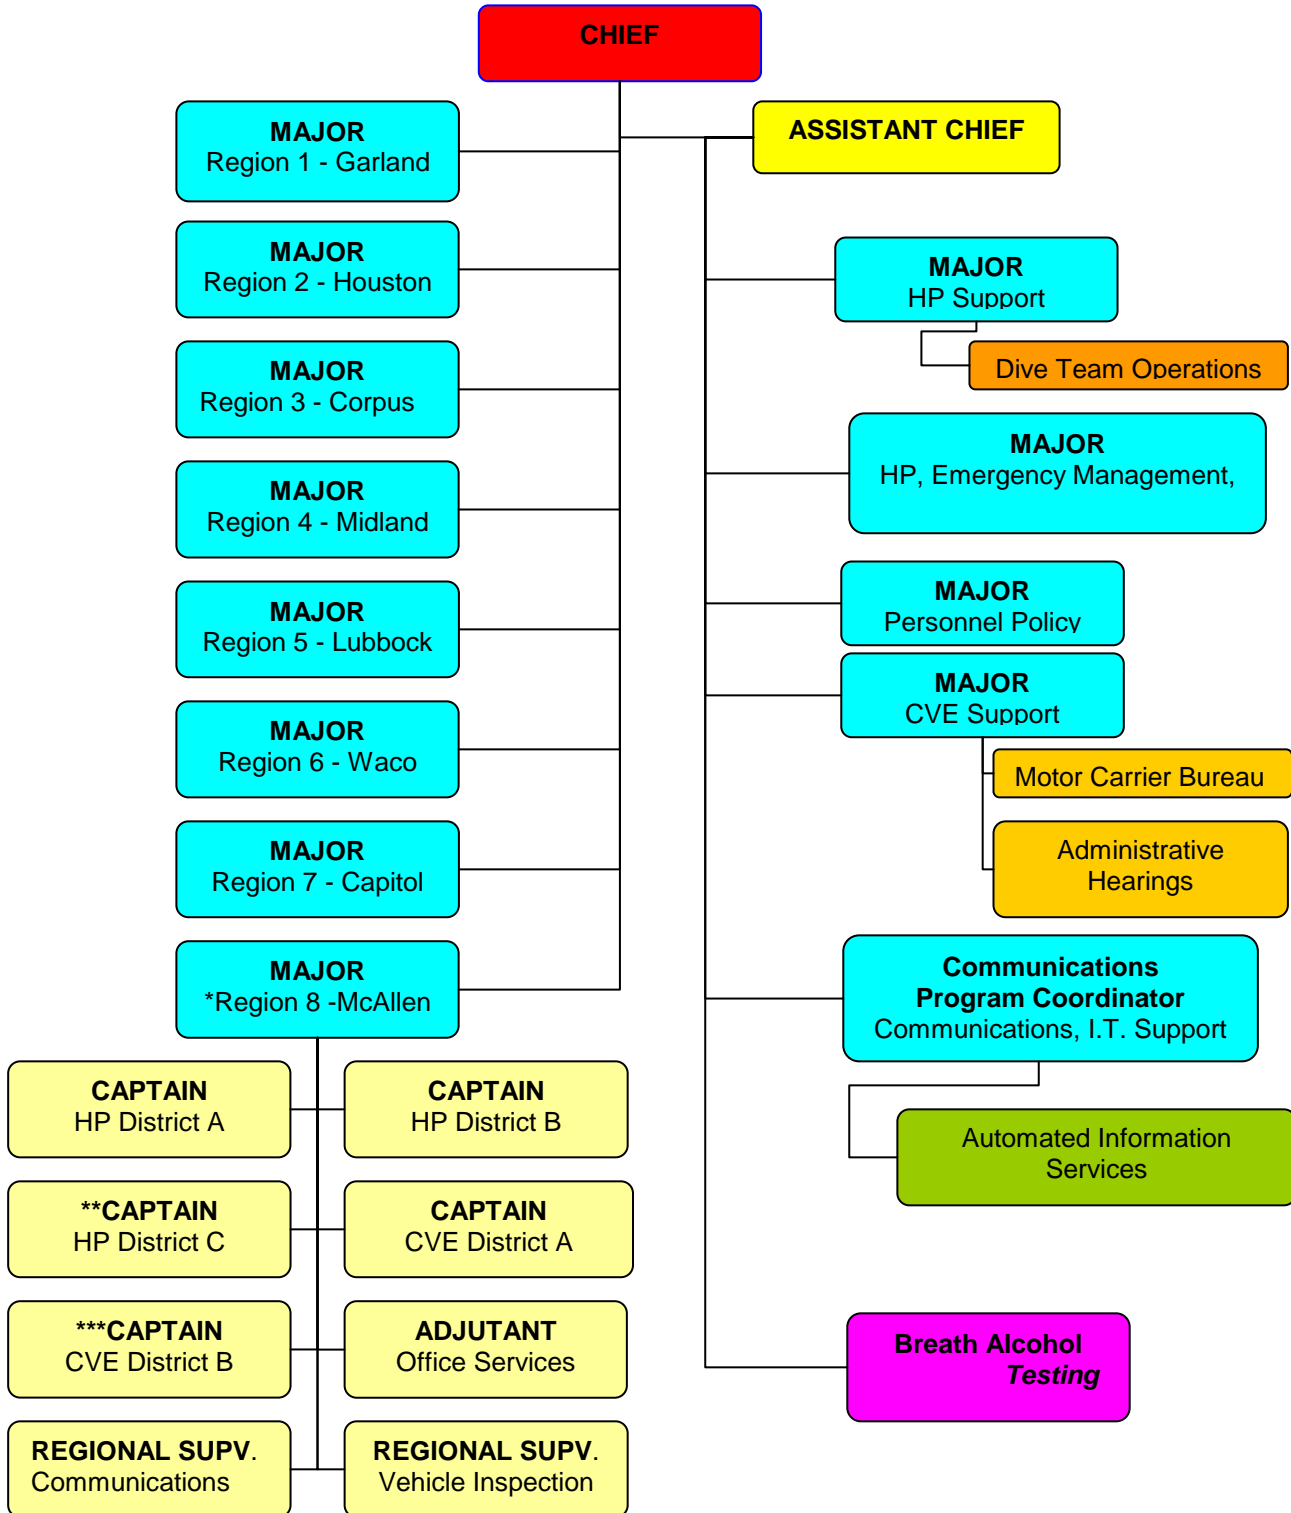 CHIEF
MAJOR
Region 1 - Garland
ASSISTANT CHIEF
MAJOR
Region 2 - Houston
MAJOR
HP Support
Dive Team Operations
MAJOR
Region 3 - Corpus
MAJOR
HP, Emergency Management,
MAJOR
Region 4 - Midland
MAJOR
Personnel Policy
MAJOR
Region 5 - Lubbock
MAJOR
CVE Support
Motor Carrier Bureau
Administrative
Hearings
MAJOR
Region 6 - Waco
MAJOR
Region 7 - Capitol
MAJOR
*Region 8 -McAllen
Communications
Program Coordinator
Communications, I.T. Support
Automated Information
Services
CAPTAIN
HP District A
CAPTAIN
HP District B
**CAPTAIN
HP District C
CAPTAIN
CVE District A
***CAPTAIN
CVE District B
ADJUTANT
Office Services
Breath Alcohol
Testing
REGIONAL SUPV.
Communications
REGIONAL SUPV.
Vehicle Inspection